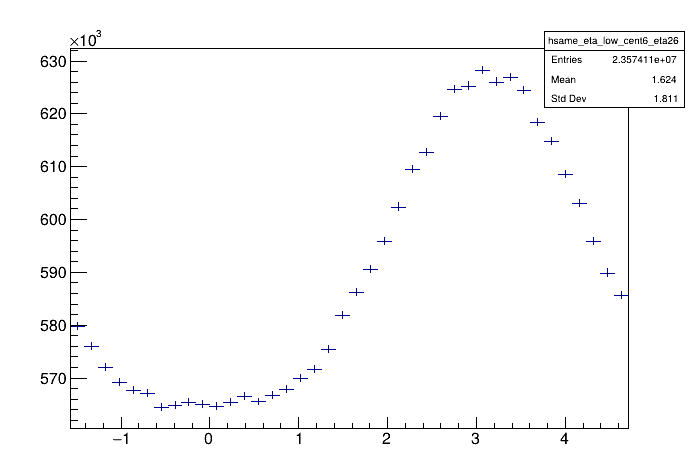 ×10³
hsame_eta_low_cent6_eta26
Entries 2.357411e+07
Mean 1.624
Std Dev 1.811
630
620
610
600
590
580
570
−1 0 1 2 3 4